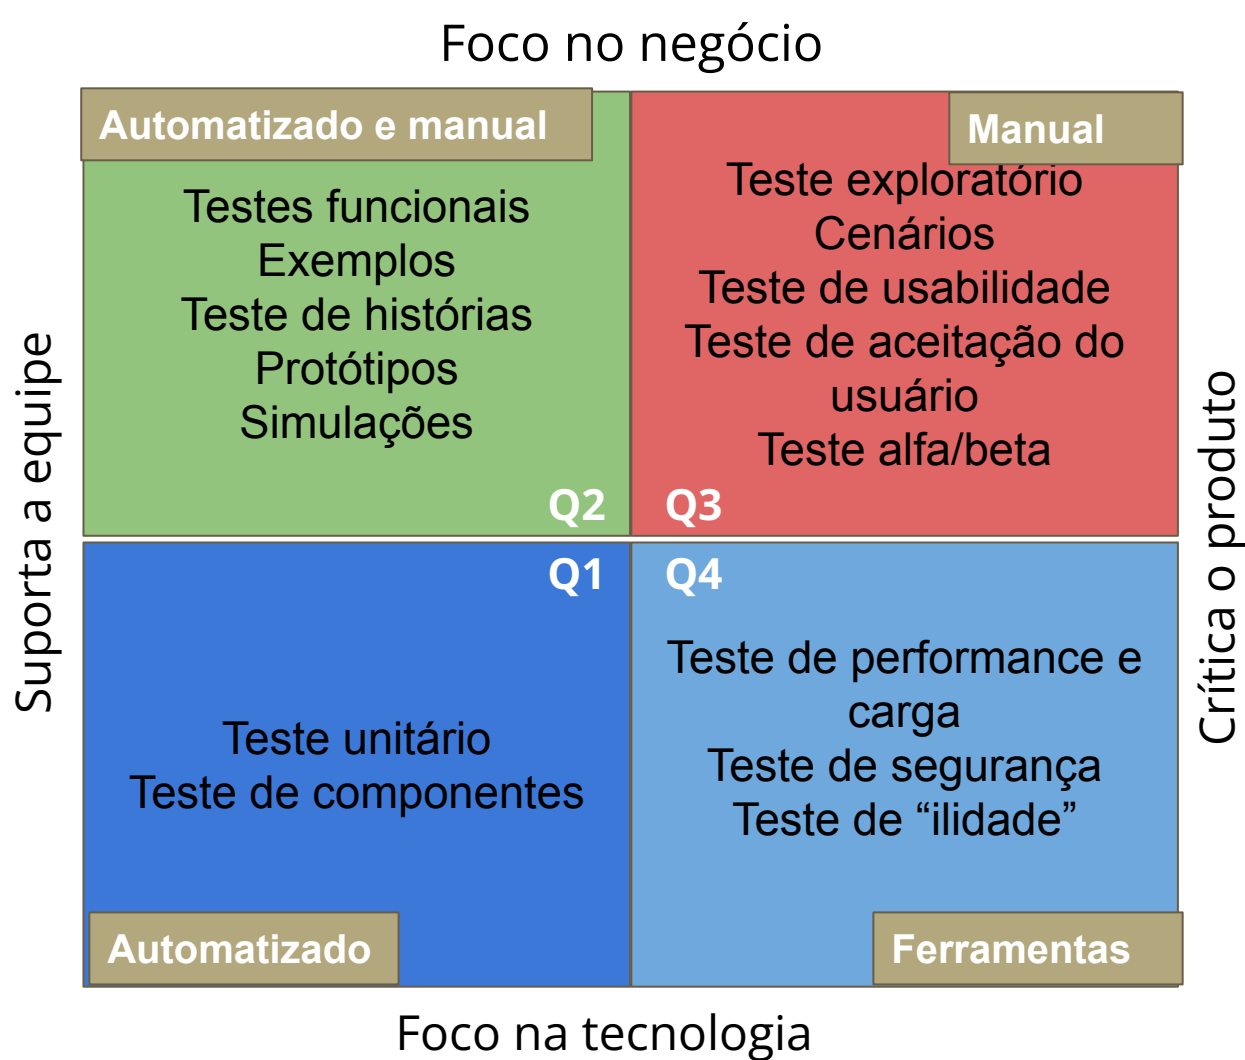 Foco no negócio
Automatizado e manual
Testes funcionais
Exemplos
Teste de histórias
Protótipos
Simulações
Q2
Manual
Teste exploratório
Cenários
Teste de usabilidade
Teste de aceitação do
usuário
Teste alfa/beta
Q3
Suporta a equipe
Crítica o produto
Q1
Teste unitário
Teste de componentes
Automatizado
Q4
Teste de performance e
carga
Teste de segurança
Teste de “ilidade”
Ferramentas
Foco na tecnologia